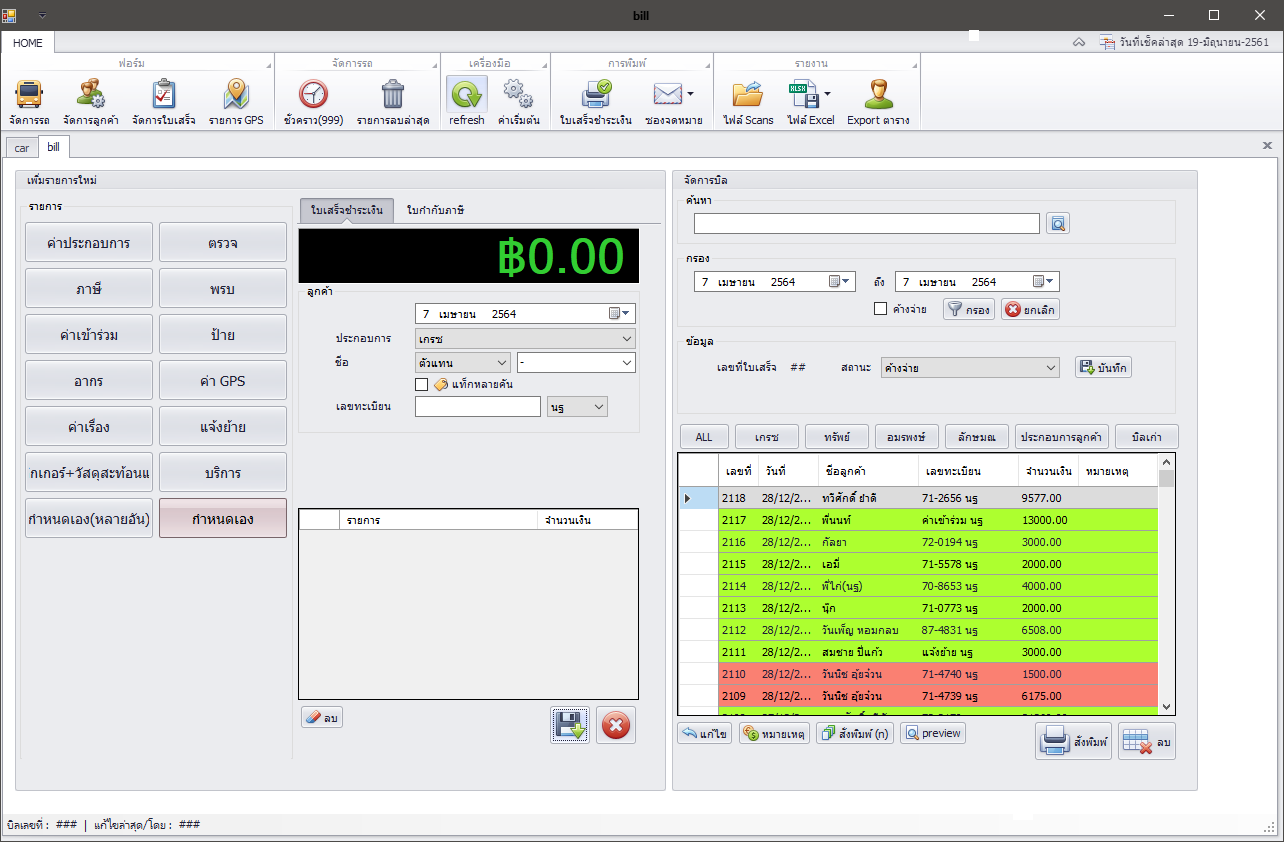 bill
HOME
วันที่เช็คล่าสุด 19-มิถุนายน-2561
ฟอร์ม
จัดการรถ
เครื่องมือ
การพิมพ์
รายงาน
จัดการรถ
จัดการลูกค้า
จัดการใบเสร็จ
รายการ GPS
ชั่วคราว(999)
รายการลบล่าสุด
refresh
ค่าเริ่มต้น
ใบเสร็จชำระเงิน
ซองจดหมาย
ไฟล์ Scans
ไฟล์ Excel
Export ตาราง
car
bill
เพิ่มรายการใหม่
รายการ
ค่าประกอบการ
ตรวจ
ภาษี
พรบ
ค่าเข้าร่วม
ป้าย
อากร
ค่า GPS
ค่าเรื่อง
แจ้งย้าย
กเกอร์+วัสดุสะท้อนแ
บริการ
กำหนดเอง(หลายอัน)
กำหนดเอง
ใบเสร็จชำระเงิน
ใบกำกับภาษี
฿0.00
ลูกค้า
7 เมษายน 2564
ประกอบการ
เกรซ
ชื่อ
ตัวแทน
-
แท็กหลายคัน
เลขทะเบียน
นฐ
รายการ
จำนวนเงิน
ลบ
จัดการบิล
ค้นหา
กรอง
7 เมษายน 2564
ถึง
7 เมษายน 2564
ค้างจ่าย
กรอง
ยกเลิก
ข้อมูล
เลขที่ใบเสร็จ ##
สถานะ
ค้างจ่าย
บันทึก
ALL
เกรซ
ทรัพย์
อมรพงษ์
ลักษมณ
ประกอบการลูกค้า
บิลเก่า
เลขที่ วันที่ ชื่อลูกค้า เลขทะเบียน จำนวนเงิน หมายเหตุ
2118 28/12/2... ทวีศักดิ์ ยำดี 71-2656 นฐ 9577.00
2117 28/12/2... พี่นนท์ ค่าเข้าร่วม นฐ 13000.00
2116 28/12/2... กัลยา 72-0194 นฐ 3000.00
2115 28/12/2... เอมี่ 71-5578 นฐ 2000.00
2114 28/12/2... พี่ไก่(นฐ) 70-8653 นฐ 4000.00
2113 28/12/2... นุ๊ก 71-0773 นฐ 2000.00
2112 28/12/2... วันเพ็ญ หอมกลบ 87-4831 นฐ 6508.00
2111 28/12/2... สมชาย ปี่แก้ว แจ้งย้าย นฐ 3000.00
2110 28/12/2... วันนิช อุ้ยจ่วน 71-4740 นฐ 1500.00
2109 28/12/2... วันนิช อุ้ยจ่วน 71-4739 นฐ 6175.00
แก้ไข
หมายเหตุ
สั่งพิมพ์ (n)
preview
สั่งพิมพ์
ลบ
บิลเลขที่ : ### | แก้ไขล่าสุด/โดย : ###